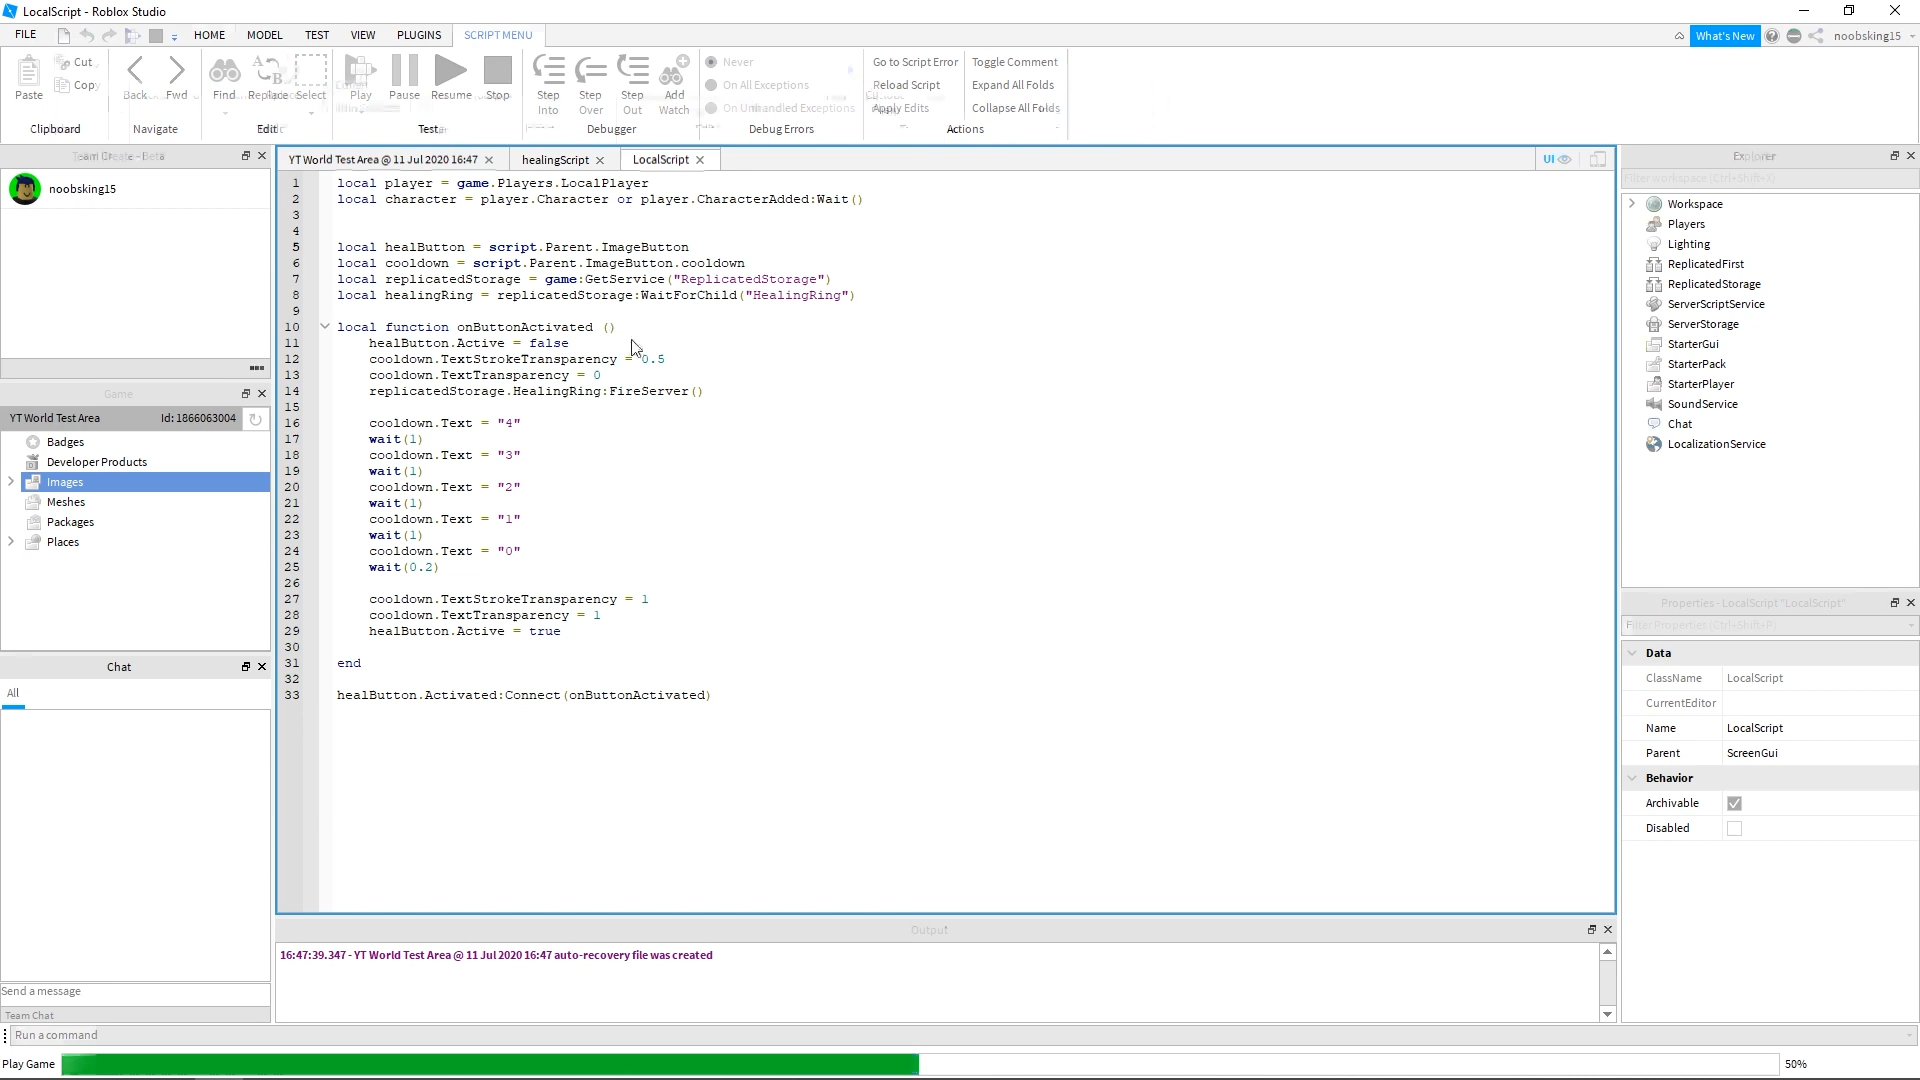 LocalScript - Roblox Studio
FILE HOME MODEL TEST VIEW PLUGINS SCRIPT MENU What's New noobsking15
Paste Cut Copy Back Fwd Find Replace Select Play Pause Resume Stop Step Into Step Over Step Out Add Watch
Never
On All Exceptions
On Unhandled Exceptions
Go to Script Error
Reload Script
Apply Edits
Toggle Comment
Expand All Folds
Collapse All Folds
Clipboard Navigate Edit Test Debugger Debug Errors Actions
Team Create - Beta
noobsking15
Game
YT World Test Area Id: 1866063004
Badges
Developer Products
Images
Meshes
Packages
Places
Chat
All
Send a message
Team Chat
YT World Test Area @ 11 Jul 2020 16:47 healingScript LocalScript UI
1 local player = game.Players.LocalPlayer
2 local character = player.Character or player.CharacterAdded:Wait()
3
4
5 local healButton = script.Parent.ImageButton
6 local cooldown = script.Parent.ImageButton.cooldown
7 local replicatedStorage = game:GetService("ReplicatedStorage")
8 local healingRing = replicatedStorage:WaitForChild("HealingRing")
9
10 local function onButtonActivated ()
11 healButton.Active = false
12 cooldown.TextStrokeTransparency = 0.5
13 cooldown.TextTransparency = 0
14 replicatedStorage.HealingRing:FireServer()
15
16 cooldown.Text = "4"
17 wait(1)
18 cooldown.Text = "3"
19 wait(1)
20 cooldown.Text = "2"
21 wait(1)
22 cooldown.Text = "1"
23 wait(1)
24 cooldown.Text = "0"
25 wait(0.2)
26
27 cooldown.TextStrokeTransparency = 1
28 cooldown.TextTransparency = 1
29 healButton.Active = true
30
31 end
32
33 healButton.Activated:Connect(onButtonActivated)
Output
16:47:39.347 - YT World Test Area @ 11 Jul 2020 16:47 auto-recovery file was created
Explorer
Filter workspace (Ctrl+Shift+X)
Workspace
Players
Lighting
ReplicatedFirst
ReplicatedStorage
ServerScriptService
ServerStorage
StarterGui
StarterPack
StarterPlayer
SoundService
Chat
LocalizationService
Properties - LocalScript "LocalScript"
Filter Properties (Ctrl+Shift+P)
Data
ClassName LocalScript
CurrentEditor
Name LocalScript
Parent ScreenGui
Behavior
Archivable
Disabled
Run a command
Play Game 50%